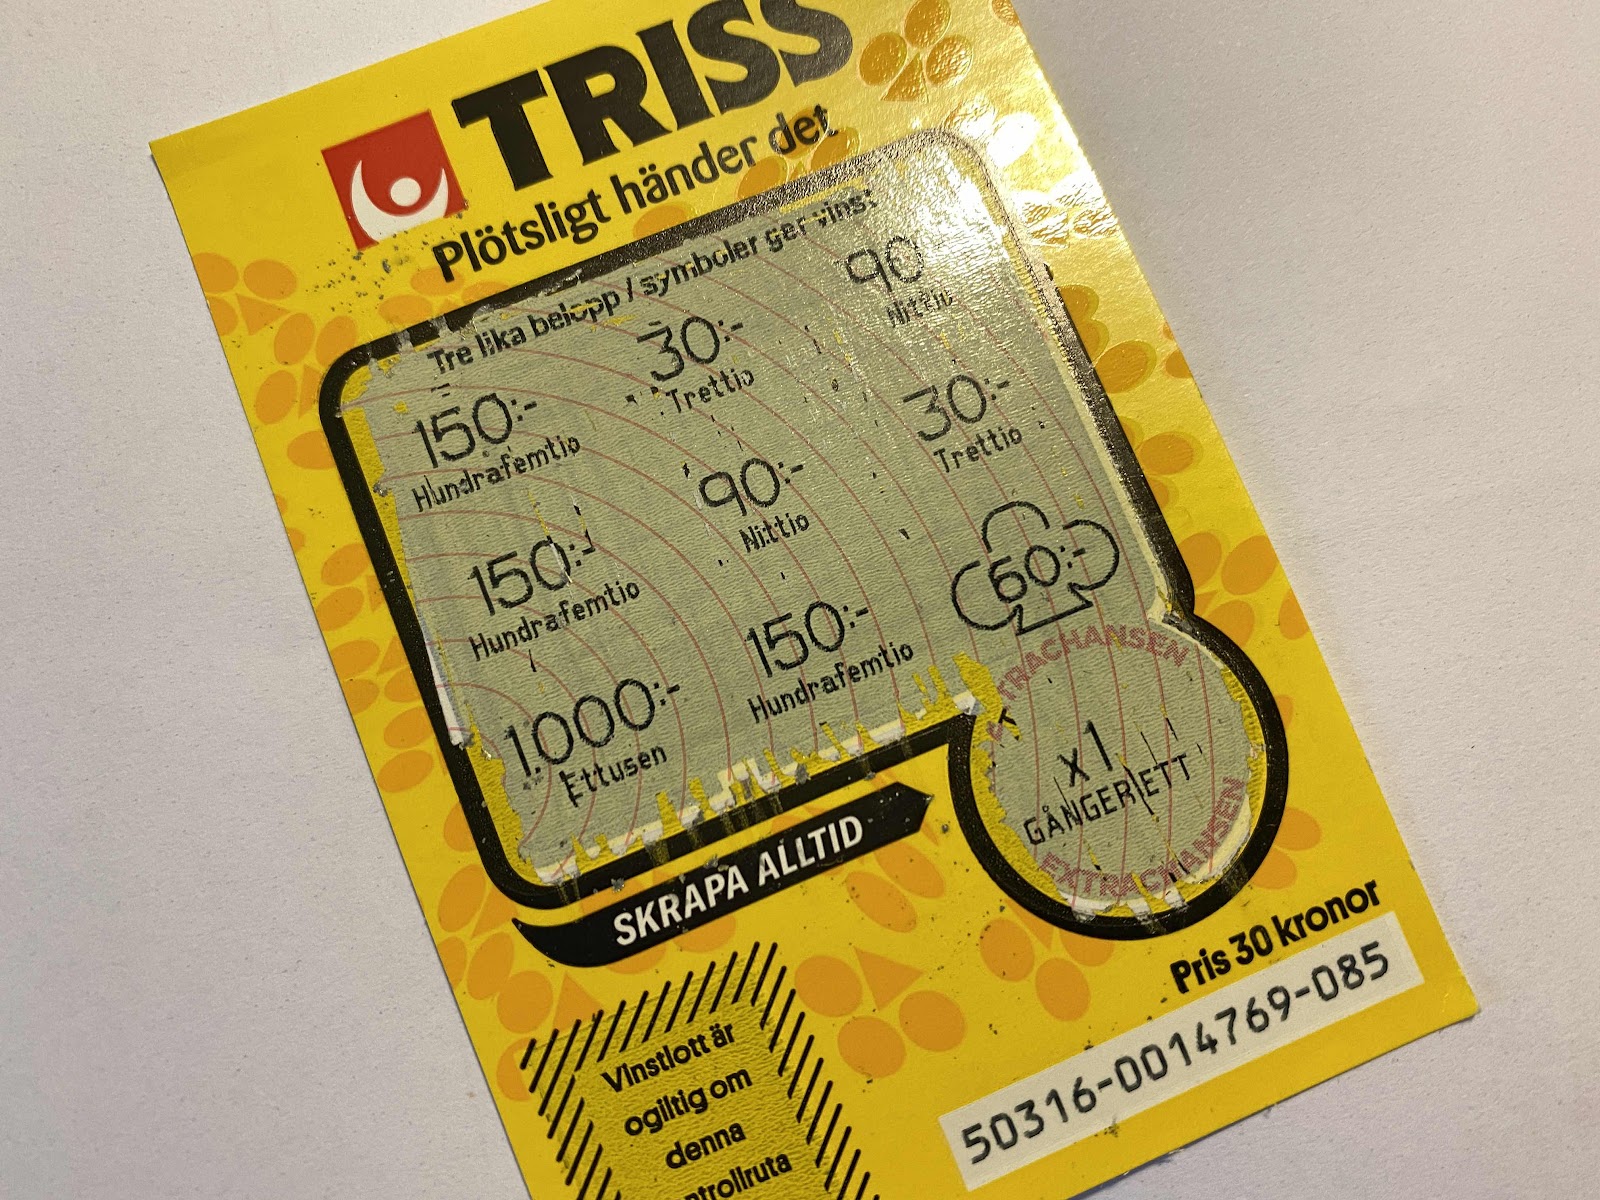 TRISS
Plötsligt händer det
Tre lika belopp / symboler ger vinst
150:- 30:- 90
Hundrafemtio Trettio Nittio
150:- 90:- 30:-
Hundrafemtio Nittio Trettio
1.000:- 150:- 60:-
Ettusen Hundrafemtio
EXTRACHANSEN
x1
GÅNGER ETT
EXTRACHANSEN
SKRAPA ALLTID
Pris 30 kronor
50316-0014769-085
Vinstlott är
ogiltig om
denna
ntrollruta